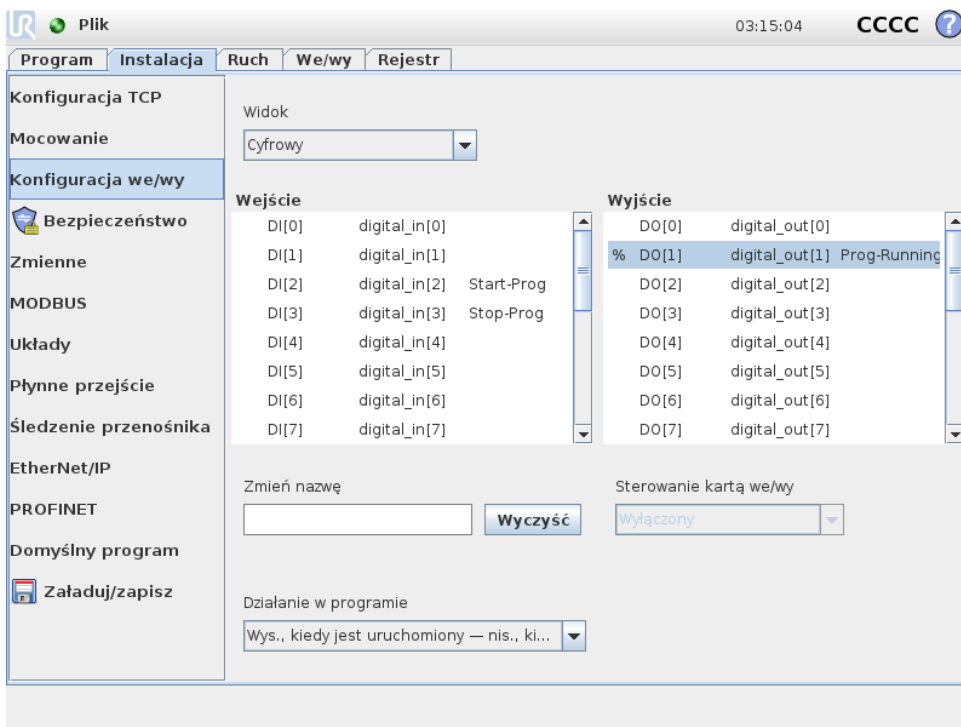 UR Plik 03:15:04 CCCC ?
Program Instalacja Ruch We/wy Rejestr
Konfiguracja TCP
Mocowanie
Konfiguracja we/wy
Bezpieczeństwo
Zmienne
MODBUS
Układy
Płynne przejście
Śledzenie przenośnika
EtherNet/IP
PROFINET
Domyślny program
Załaduj/zapisz
Widok
Cyfrowy
Wejście
DI[0] digital_in[0]
DI[1] digital_in[1]
DI[2] digital_in[2] Start-Prog
DI[3] digital_in[3] Stop-Prog
DI[4] digital_in[4]
DI[5] digital_in[5]
DI[6] digital_in[6]
DI[7] digital_in[7]
Wyjście
DO[0] digital_out[0]
% DO[1] digital_out[1] Prog-Running
DO[2] digital_out[2]
DO[3] digital_out[3]
DO[4] digital_out[4]
DO[5] digital_out[5]
DO[6] digital_out[6]
DO[7] digital_out[7]
Zmień nazwę
Wyczyść
Sterowanie kartą we/wy
Wyłączony
Działanie w programie
Wys., kiedy jest uruchomiony — nis., ki...